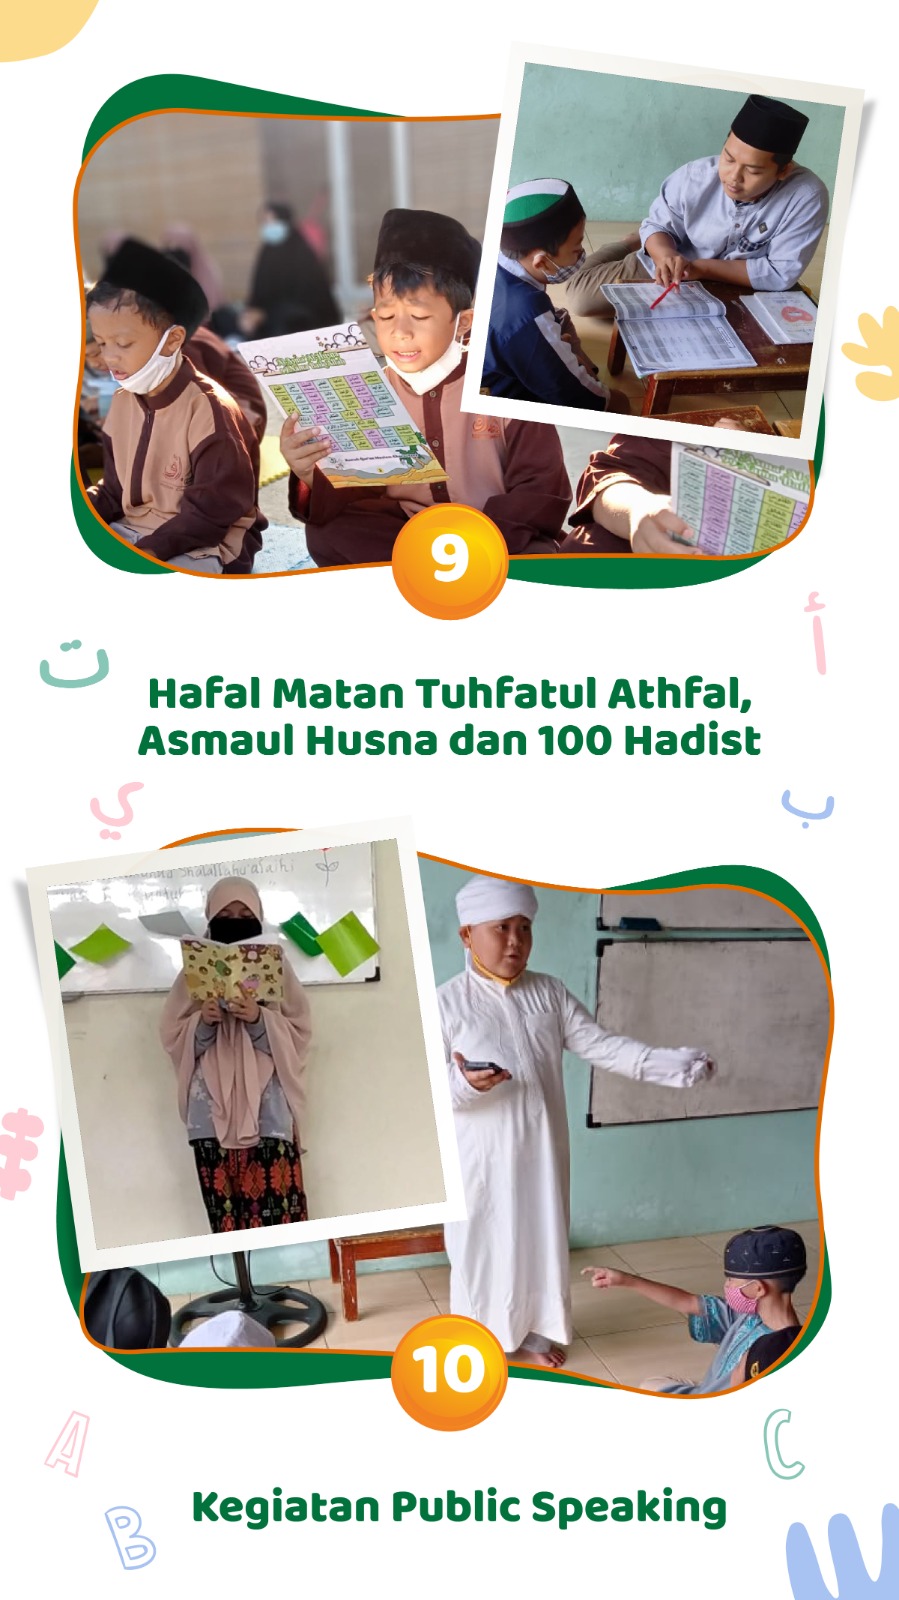 9
أ
ت
Hafal Matan Tuhfatul Athfal,
Asmaul Husna dan 100 Hadist
ي
ب
10
A
C
B
Kegiatan Public Speaking